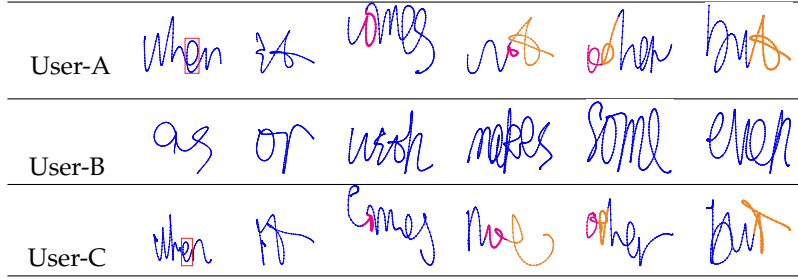 User-A when it comes not other but
User-B as or with makes some even
User-C when it comes not other but